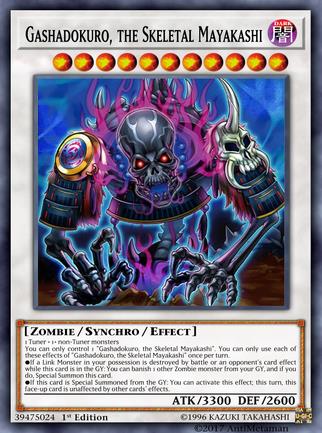 Gashadokuro, the Skeletal Mayakashi
DARK
闇
[Zombie/Synchro/Effect]
1 Tuner + 1+ non-Tuner monsters
You can only control 1 "Gashadokuro, the Skeletal Mayakashi". You can only use each of
these effects of "Gashadokuro, the Skeletal Mayakashi" once per turn.
●If a Link Monster in your possession is destroyed by battle or an opponent's card effect
while this card is in the GY: You can banish 1 other Zombie monster from your GY, and if you
do, Special Summon this card.
●If this card is Special Summoned from the GY: You can activate this effect; this turn, this
face-up card is unaffected by other cards' effects.
ATK/3300 DEF/2600
39475024 1st Edition ©1996 KAZUKI TAKAHASHI
©2017 AntiMetaman